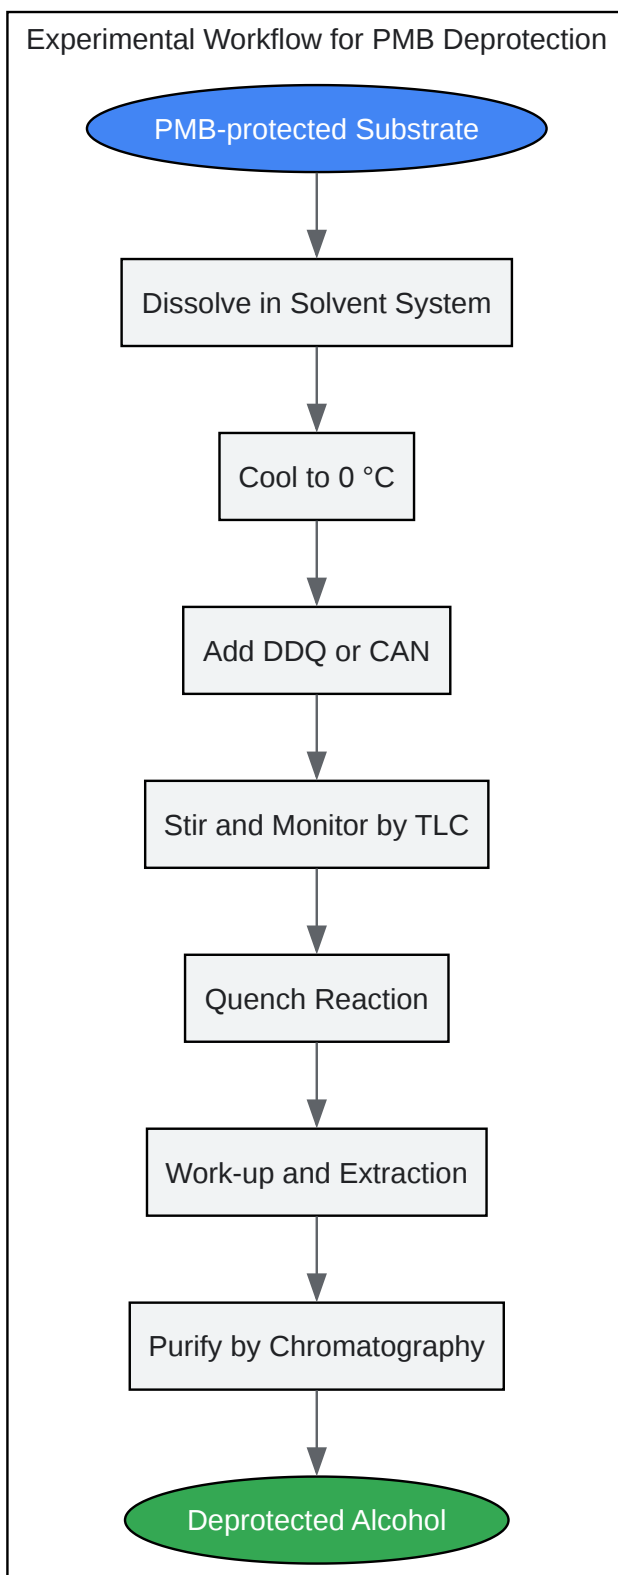 Experimental Workflow for PMB Deprotection
PMB-protected Substrate
Dissolve in Solvent System
Cool to 0 °C
Add DDQ or CAN
Stir and Monitor by TLC
Quench Reaction
Work-up and Extraction
Purify by Chromatography
Deprotected Alcohol